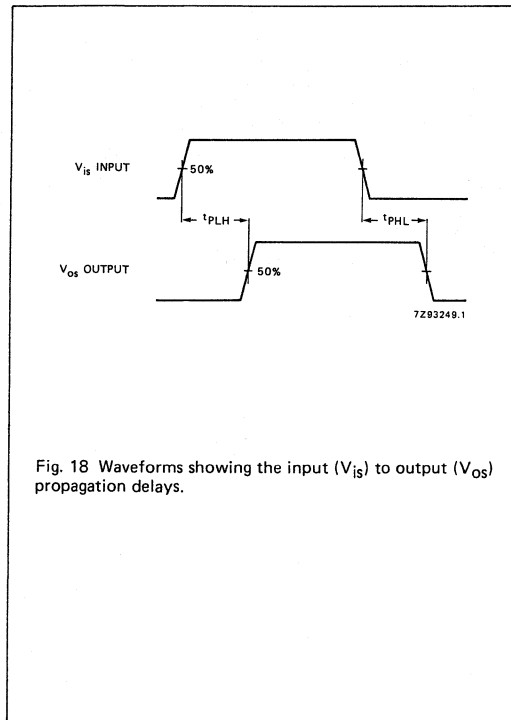 V_is INPUT
50%
t_PLH
t_PHL
V_os OUTPUT
50%
7Z93249.1
Fig. 18 Waveforms showing the input (V_is) to output (V_os)
propagation delays.